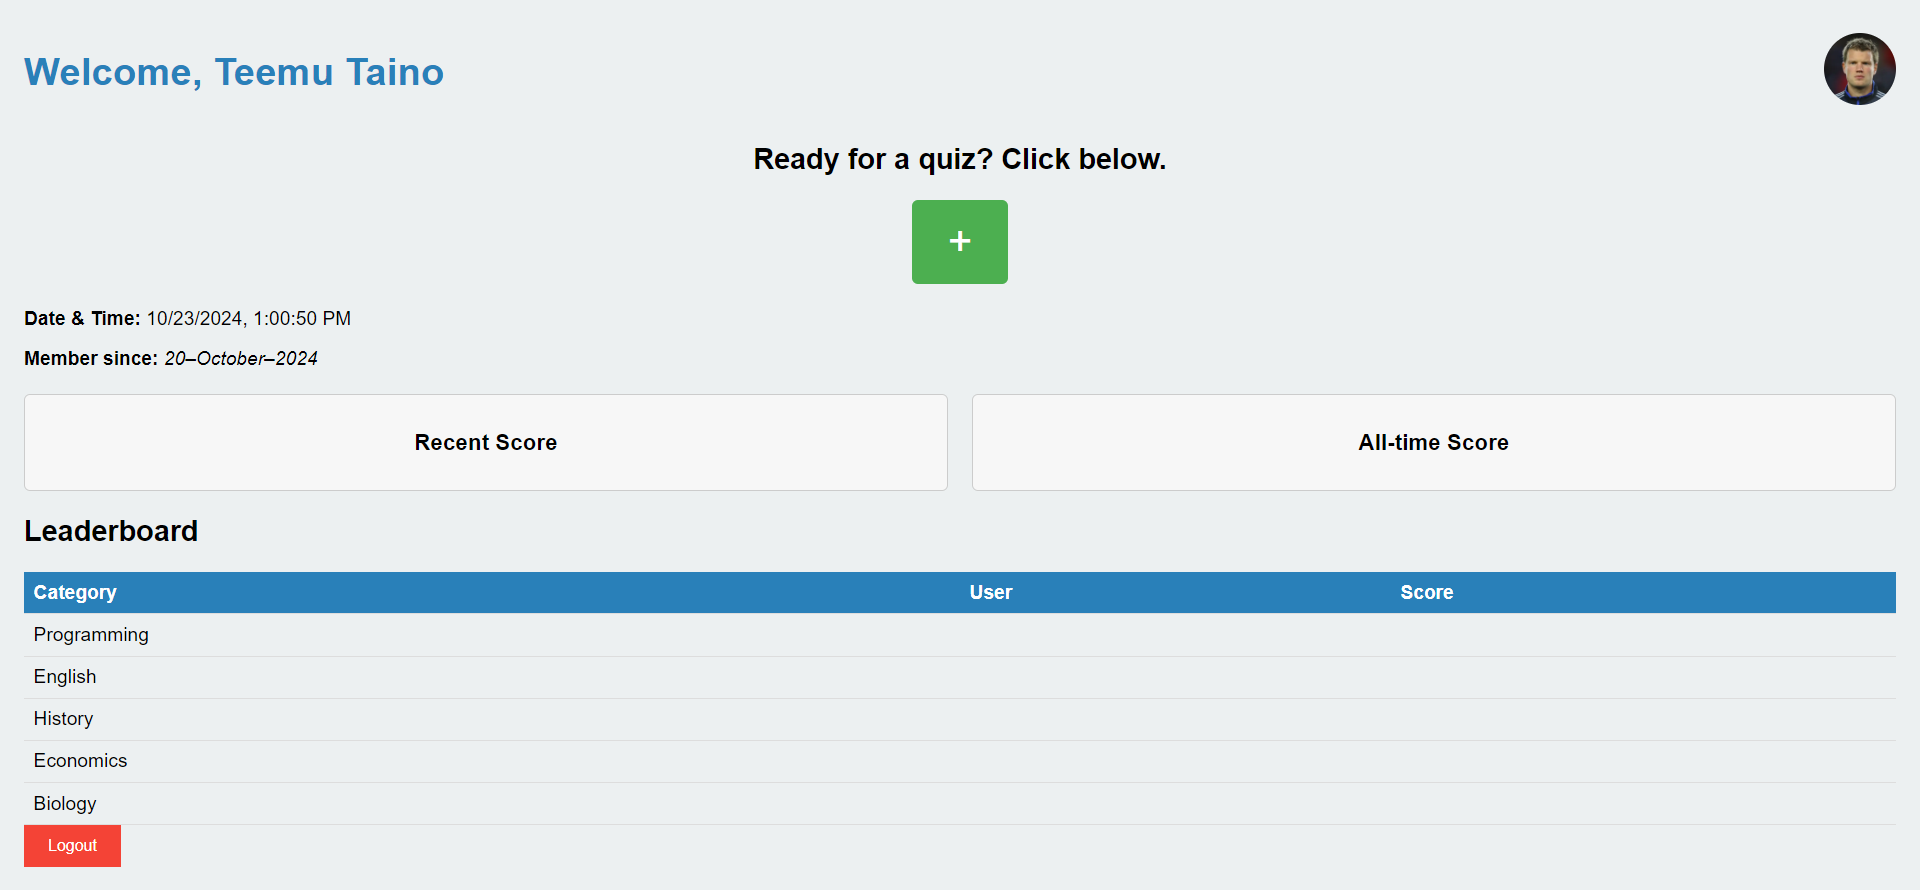 Welcome, Teemu Taino
Ready for a quiz? Click below.
+
Date & Time: 10/23/2024, 1:00:50 PM
Member since: 20–October–2024
Recent Score
All-time Score
Leaderboard
Category User Score
Programming
English
History
Economics
Biology
Logout